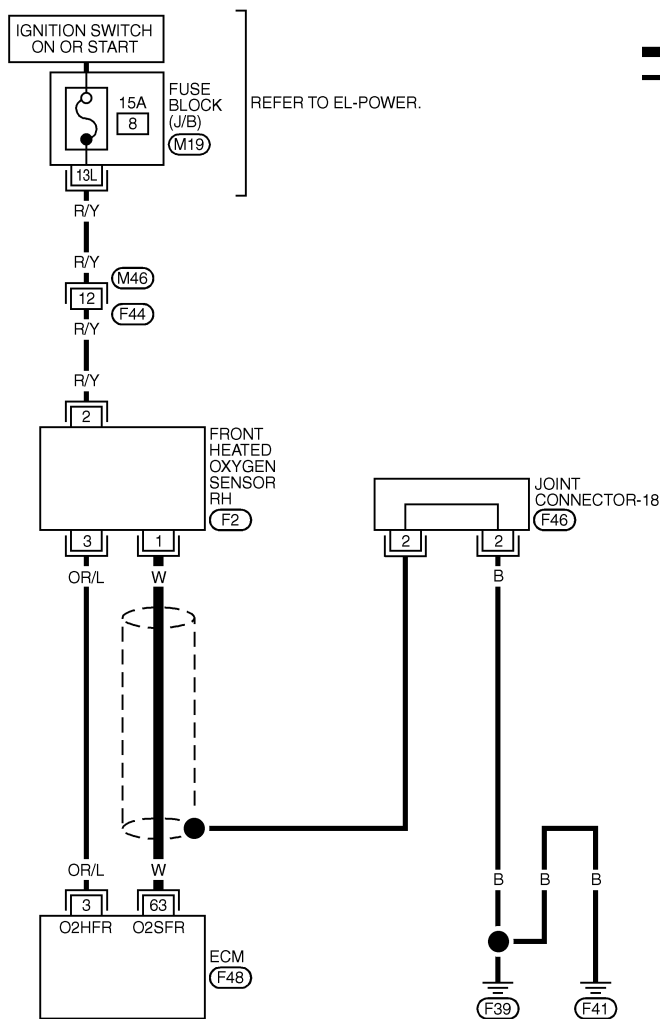 IGNITION SWITCH
ON OR START
FUSE
BLOCK
(J/B)
M19
15A
8
REFER TO EL-POWER.
13L
R/Y
R/Y
M46
12
F44
R/Y
R/Y
2
FRONT
HEATED
OXYGEN
SENSOR
RH
F2
JOINT
CONNECTOR-18
F46
3
1
2
2
OR/L
W
B
OR/L
W
B
B
B
3
63
O2HFR
O2SFR
ECM
F48
F39
F41